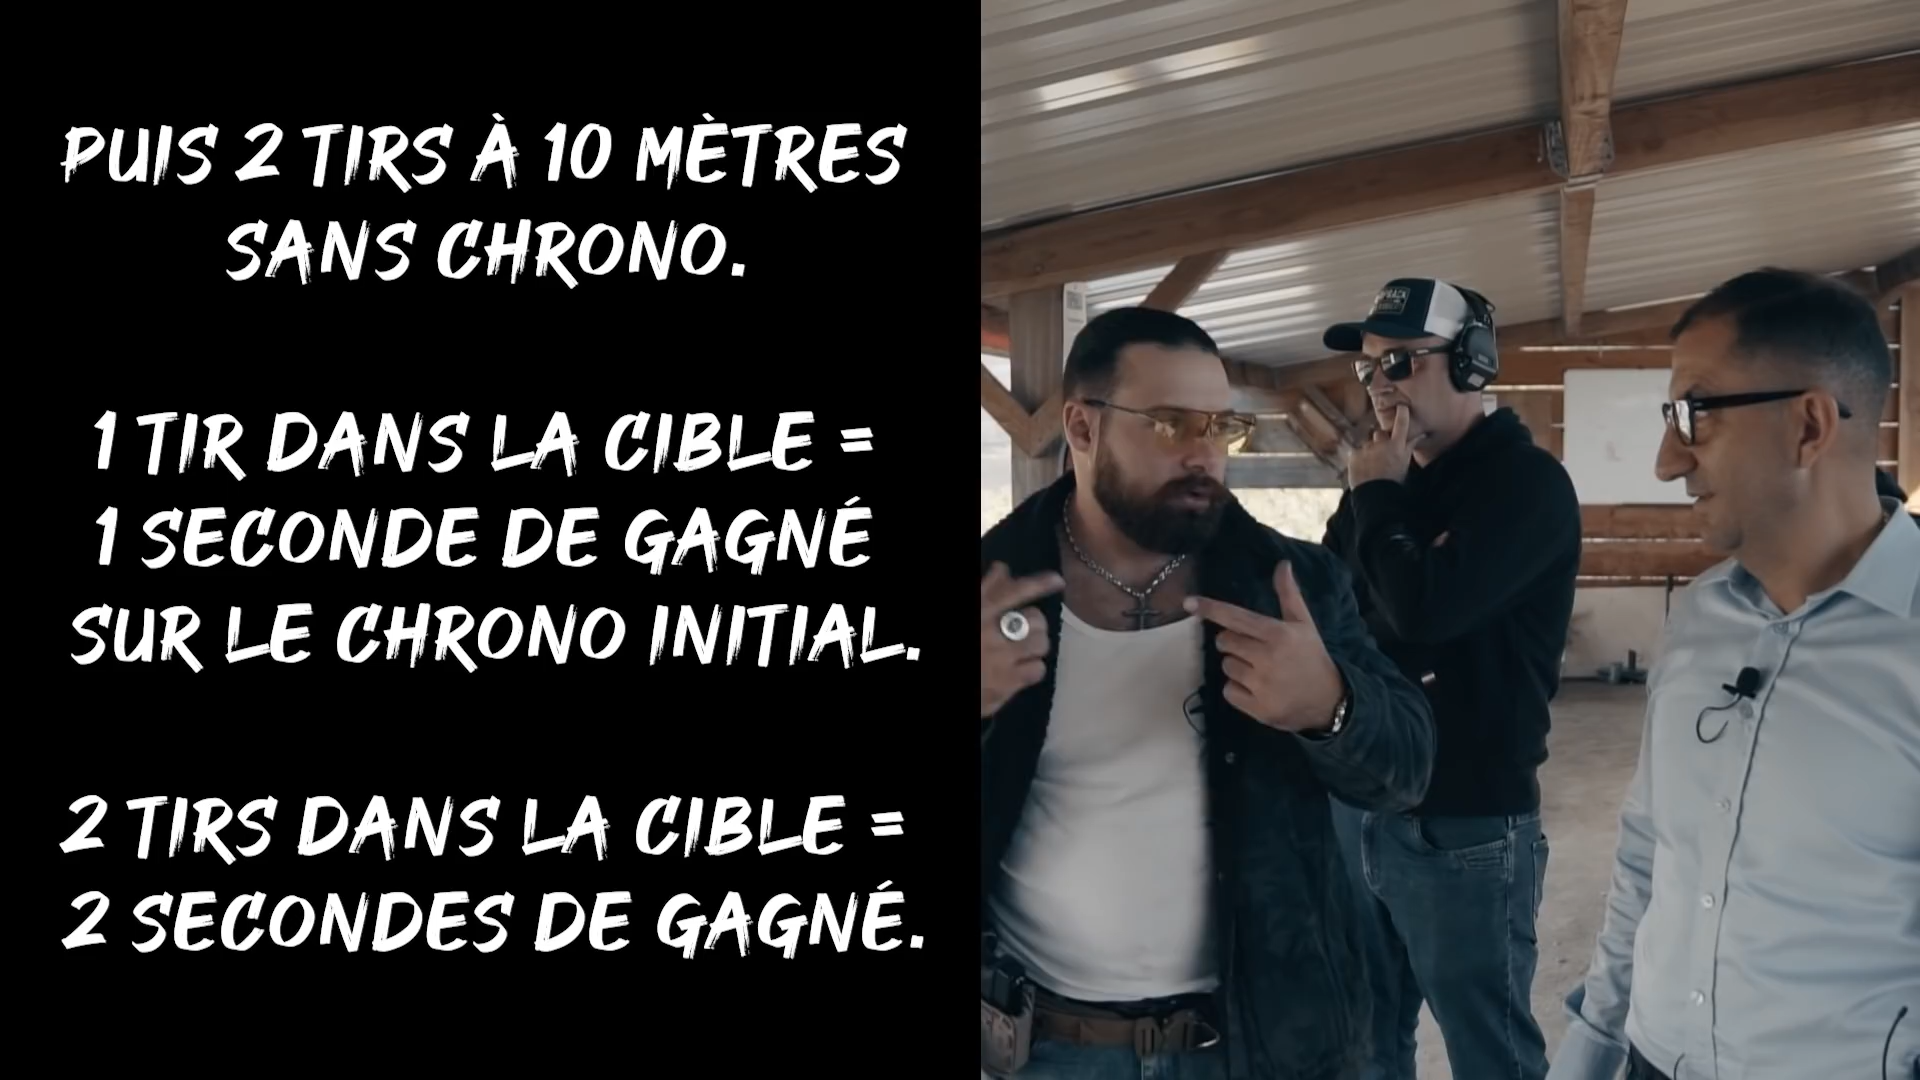 PUIS 2 TIRS À 10 MÈTRES
SANS CHRONO.
1 TIR DANS LA CIBLE =
1 SECONDE DE GAGNÉ
SUR LE CHRONO INITIAL.
2 TIRS DANS LA CIBLE =
2 SECONDES DE GAGNÉ.